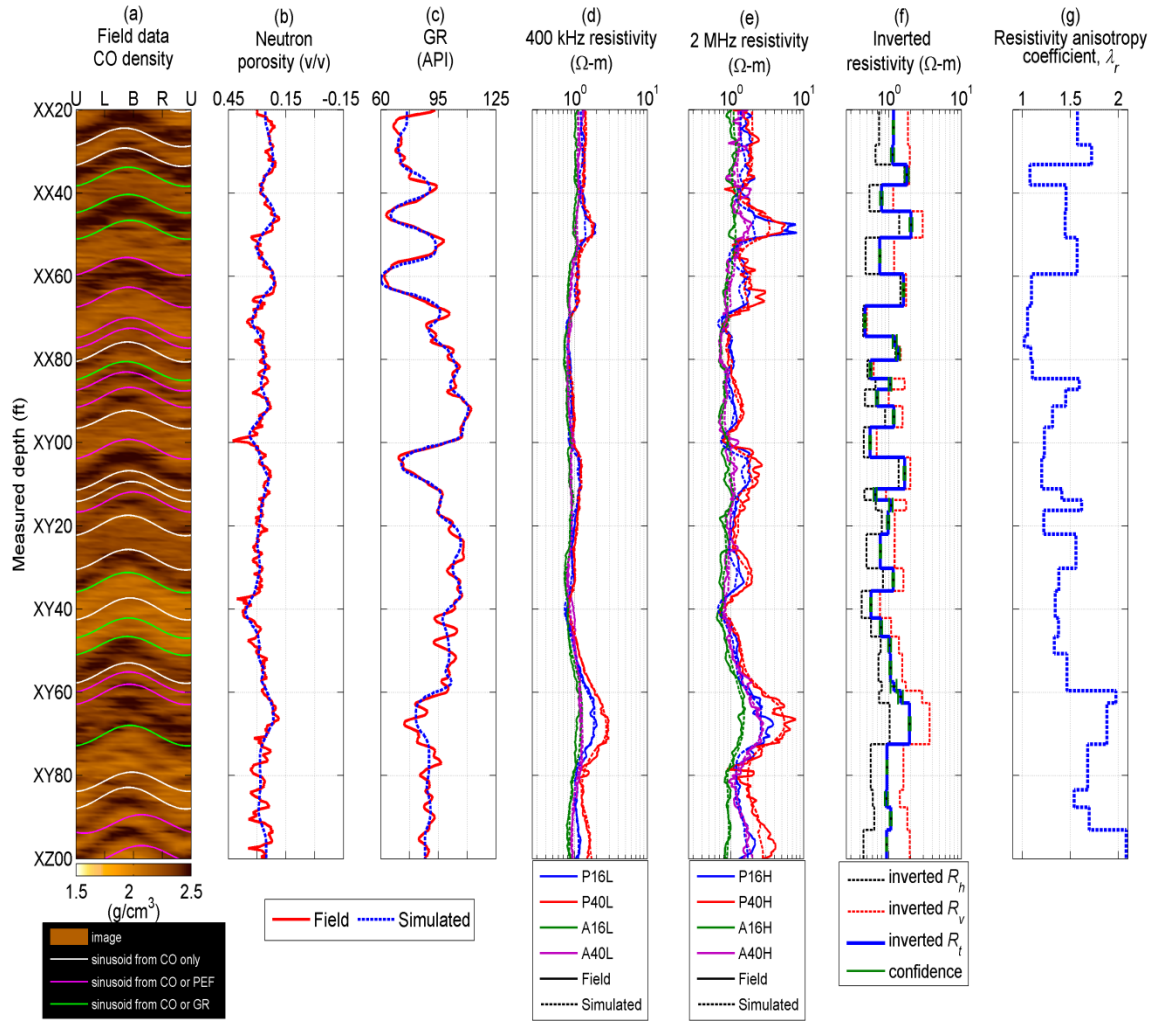 (a)
Field data
CO density
U L B R U
(b)
Neutron
porosity (v/v)
0.45 0.15 -0.15
(c)
GR
(API)
60 95 125
(d)
400 kHz resistivity
(Ω-m)
10^0 10^1
(e)
2 MHz resistivity
(Ω-m)
10^0 10^1
(f)
Inverted
resistivity (Ω-m)
10^0 10^1
(g)
Resistivity anisotropy
coefficient, λ_r
1 1.5 2
Measured depth (ft)
XX20
XX40
XX60
XX80
XY00
XY20
XY40
XY60
XY80
XZ00
1.5 2 2.5
(g/cm³)
image
sinusoid from CO only
sinusoid from CO or PEF
sinusoid from CO or GR
Field Simulated
P16L
P40L
A16L
A40L
Field
Simulated
P16H
P40H
A16H
A40H
Field
Simulated
inverted R_h
inverted R_v
inverted R_t
confidence